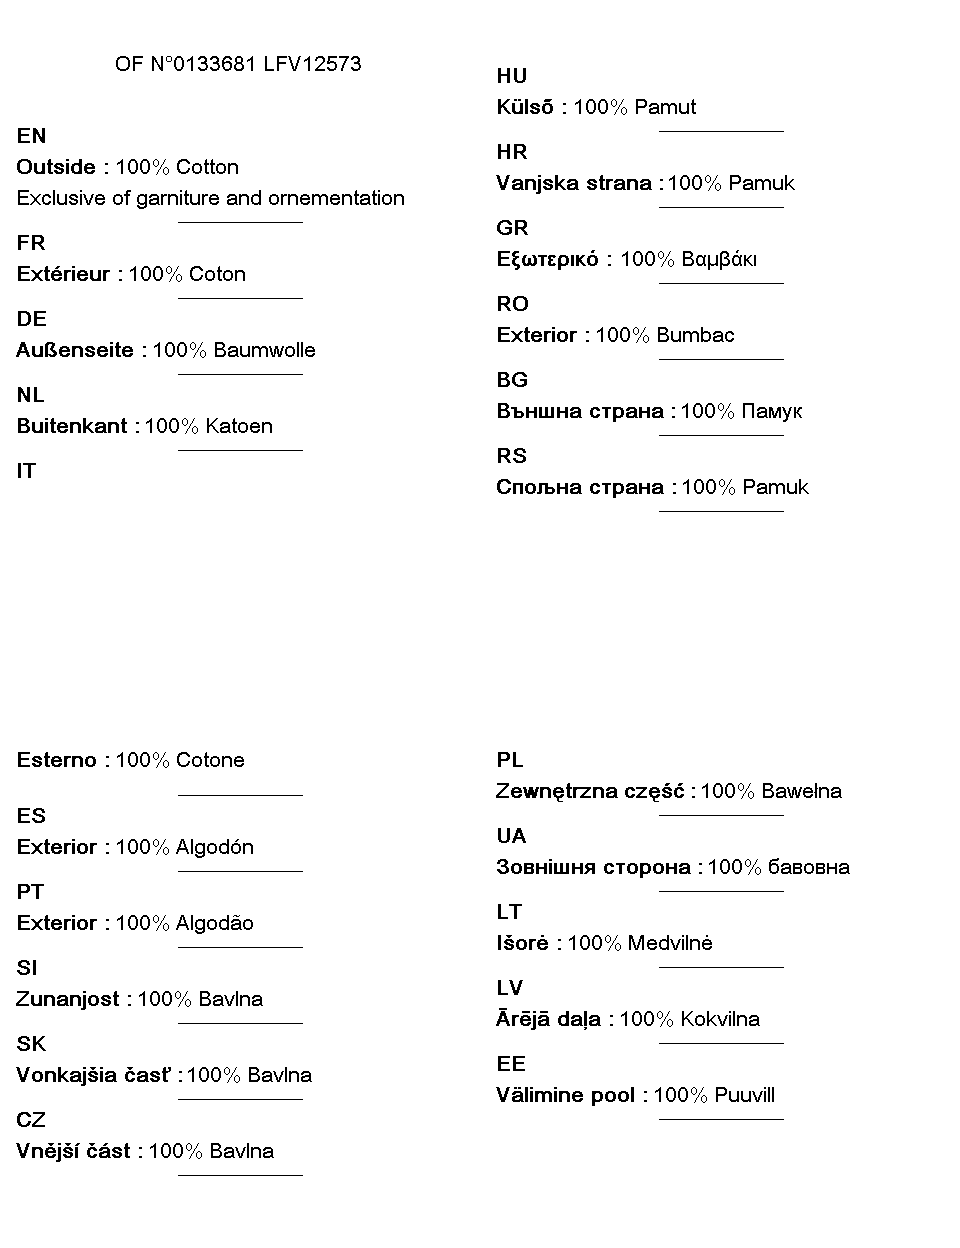 OF N°0133681 LFV12573
EN
Outside : 100% Cotton
Exclusive of garniture and ornementation
FR
Extérieur : 100% Coton
DE
Außenseite : 100% Baumwolle
NL
Buitenkant : 100% Katoen
IT
Esterno : 100% Cotone
ES
Exterior : 100% Algodón
PT
Exterior : 100% Algodão
SI
Zunanjost : 100% Bavlna
SK
Vonkajšia časť : 100% Bavlna
CZ
Vnější část : 100% Bavlna
HU
Külső : 100% Pamut
HR
Vanjska strana : 100% Pamuk
GR
Εξωτερικό : 100% Βαμβάκι
RO
Exterior : 100% Bumbac
BG
Външна страна : 100% Памук
RS
Спољна страна : 100% Pamuk
PL
Zewnętrzna część : 100% Bawełna
UA
Зовнішня сторона : 100% бавовна
LT
Išorė : 100% Medvilnė
LV
Ārējā daļa : 100% Kokvilna
EE
Välimine pool : 100% Puuvill